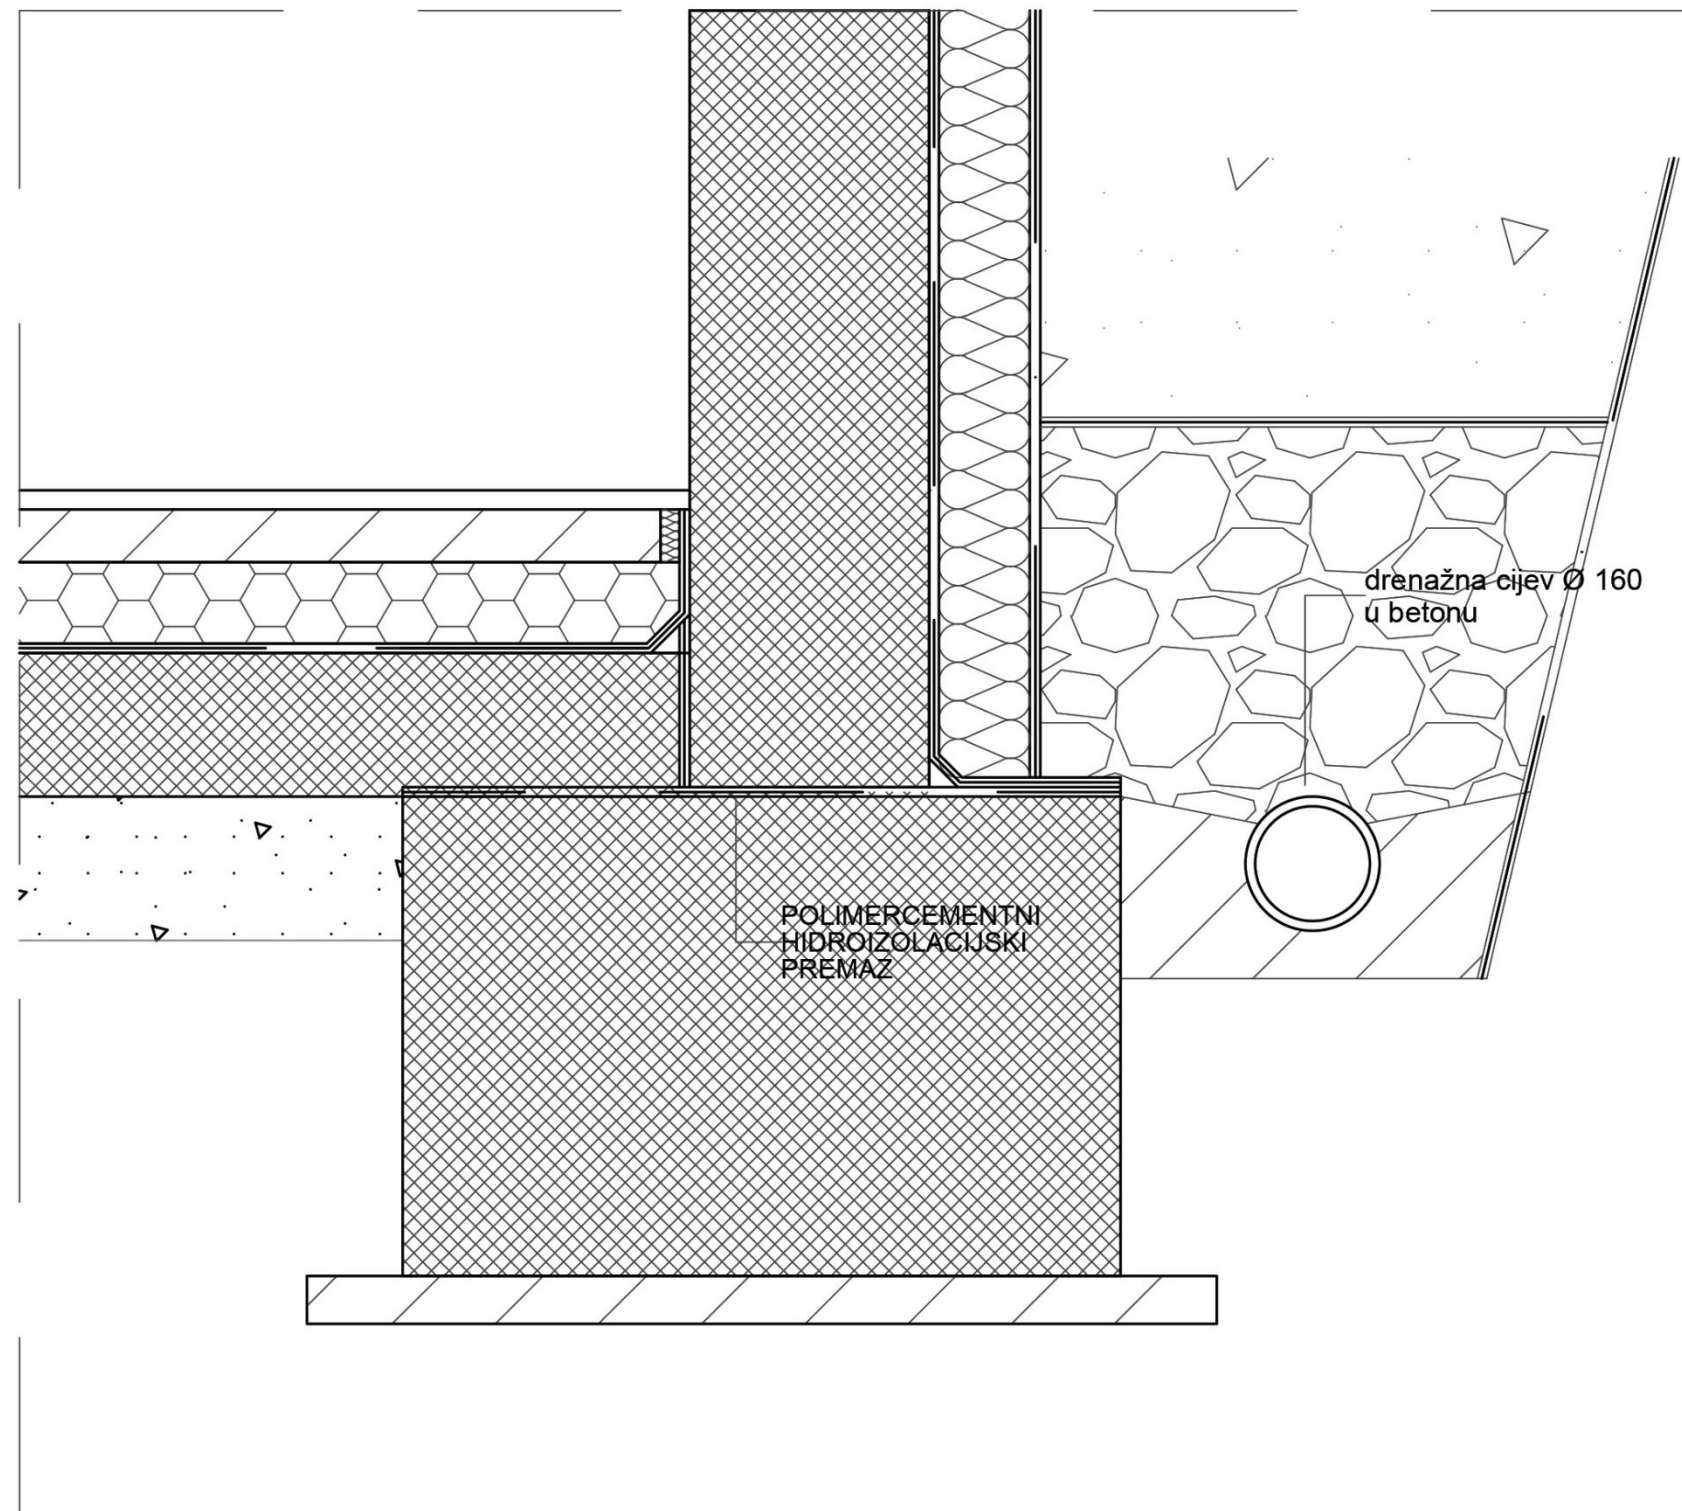 drenažna cijev Ø 160
u betonu
POLIMERCEMENTNI
HIDROIZOLACIJSKI
PREMAZ